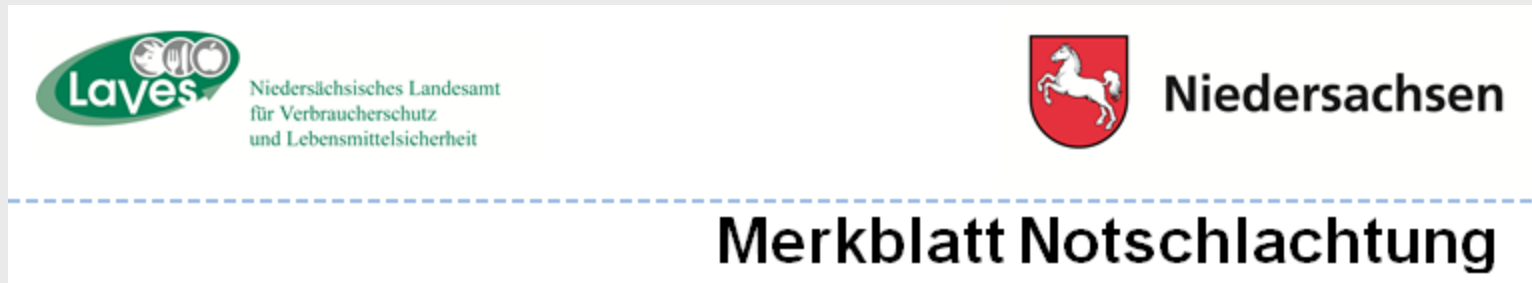 Laves
Niedersächsisches Landesamt
für Verbraucherschutz
und Lebensmittelsicherheit
Niedersachsen
Merkblatt Notschlachtung